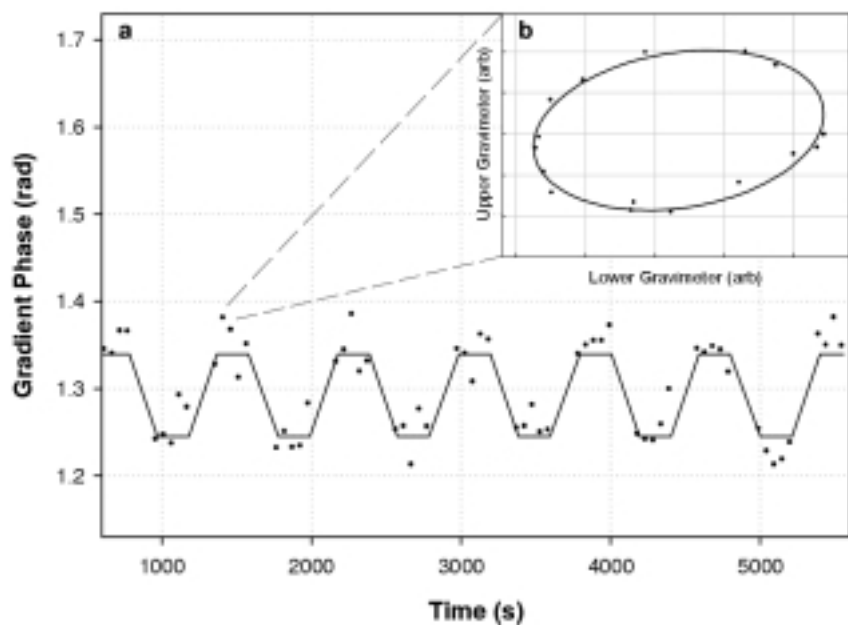 a
b
1.7
1.6
1.5
1.4
1.3
1.2
Gradient Phase (rad)
Upper Gravimeter (arb)
Lower Gravimeter (arb)
1000 2000 3000 4000 5000
Time (s)